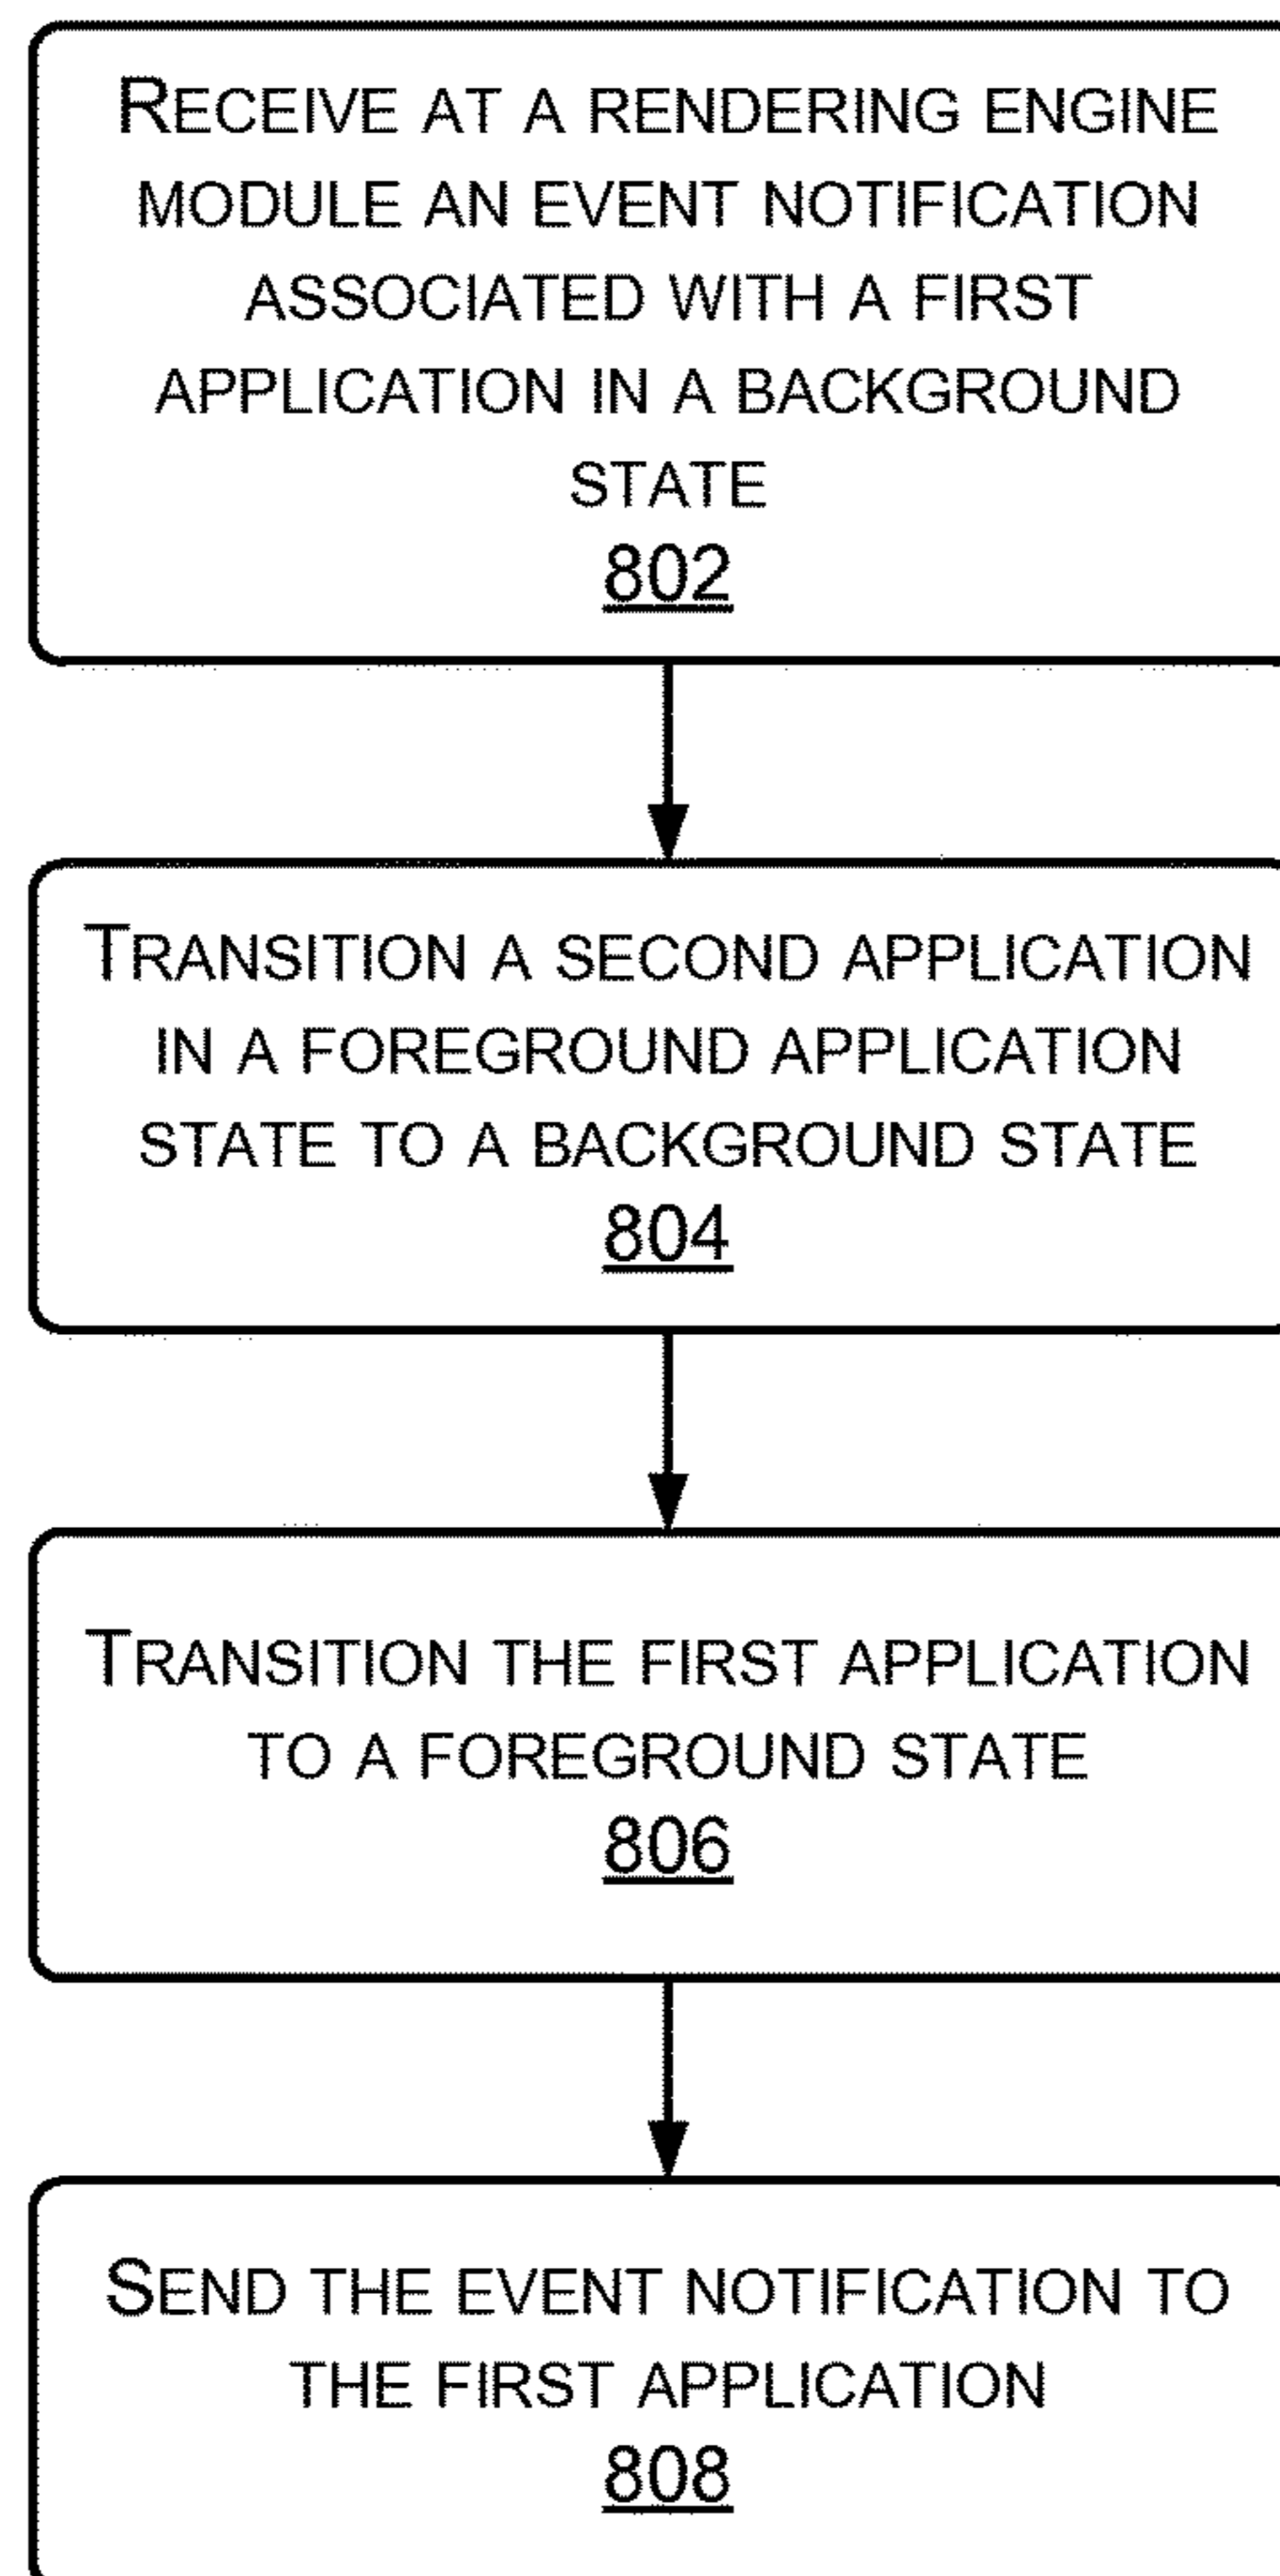 RECEIVE AT A RENDERING ENGINE
MODULE AN EVENT NOTIFICATION
ASSOCIATED WITH A FIRST
APPLICATION IN A BACKGROUND
STATE
802
TRANSITION A SECOND APPLICATION
IN A FOREGROUND APPLICATION
STATE TO A BACKGROUND STATE
804
TRANSITION THE FIRST APPLICATION
TO A FOREGROUND STATE
806
SEND THE EVENT NOTIFICATION TO
THE FIRST APPLICATION
808